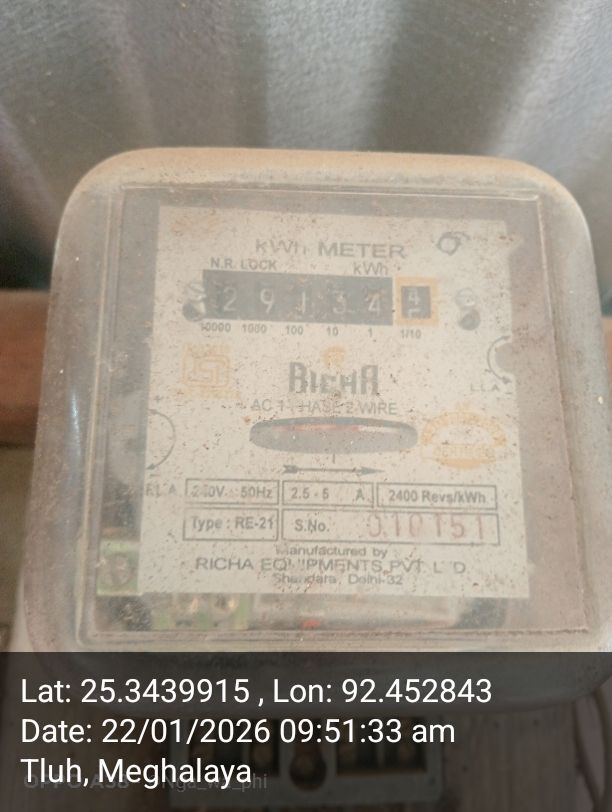 kWh METER
N.R. LOCK kWh
2 9 1 3 4 4
10000 1000 100 10 1 1/10
RICHA
LLA
AC 1 PHASE 2 WIRE
240V 50Hz 2.5 - 5 A. 2400 Revs/kWh
Type : RE-21 S.No. 010151
Manufactured by
RICHA EQUIPMENTS PVT. LTD.
Shahdara, Delhi-32
Lat: 25.3439915 , Lon: 92.452843
Date: 22/01/2026 09:51:33 am
Tluh, Meghalaya